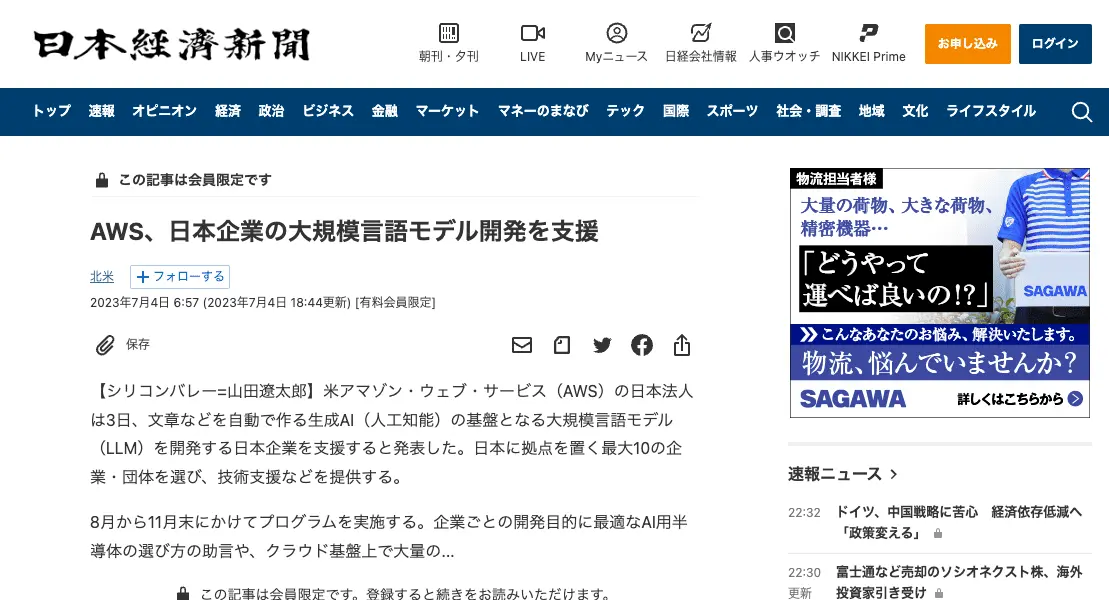 日本経済新聞
朝刊・夕刊
LIVE
Myニュース
日経会社情報
人事ウオッチ
NIKKEI Prime
お申し込み
ログイン
トップ 速報 オピニオン 経済 政治 ビジネス 金融 マーケット マネーのまなび テック 国際 スポーツ 社会・調査 地域 文化 ライフスタイル
この記事は会員限定です
AWS、日本企業の大規模言語モデル開発を支援
北米
フォローする
2023年7月4日 6:57 (2023年7月4日 18:44更新) [有料会員限定]
保存
【シリコンバレー=山田遼太郎】米アマゾン・ウェブ・サービス（AWS）の日本法人
は3日、文章などを自動で作る生成AI（人工知能）の基盤となる大規模言語モデル
（LLM）を開発する日本企業を支援すると発表した。日本に拠点を置く最大10の企
業・団体を選び、技術支援などを提供する。
8月から11月末にかけてプログラムを実施する。企業ごとの開発目的に最適なAI用半
導体の選び方の助言や、クラウド基盤上で大量の...
この記事は会員限定です。登録すると続きをお読みいただけます。
物流担当者様
大量の荷物、大きな荷物、
精密機器…
「どうやって
運べば良いの!?」
SAGAWA
こんなあなたのお悩み、解決いたします。
物流、悩んでいませんか？
SAGAWA
詳しくはこちらから
速報ニュース
22:32
ドイツ、中国戦略に苦心　経済依存低減へ
「政策変える」
22:30
更新
富士通など売却のソシオネクスト株、海外
投資家引き受け